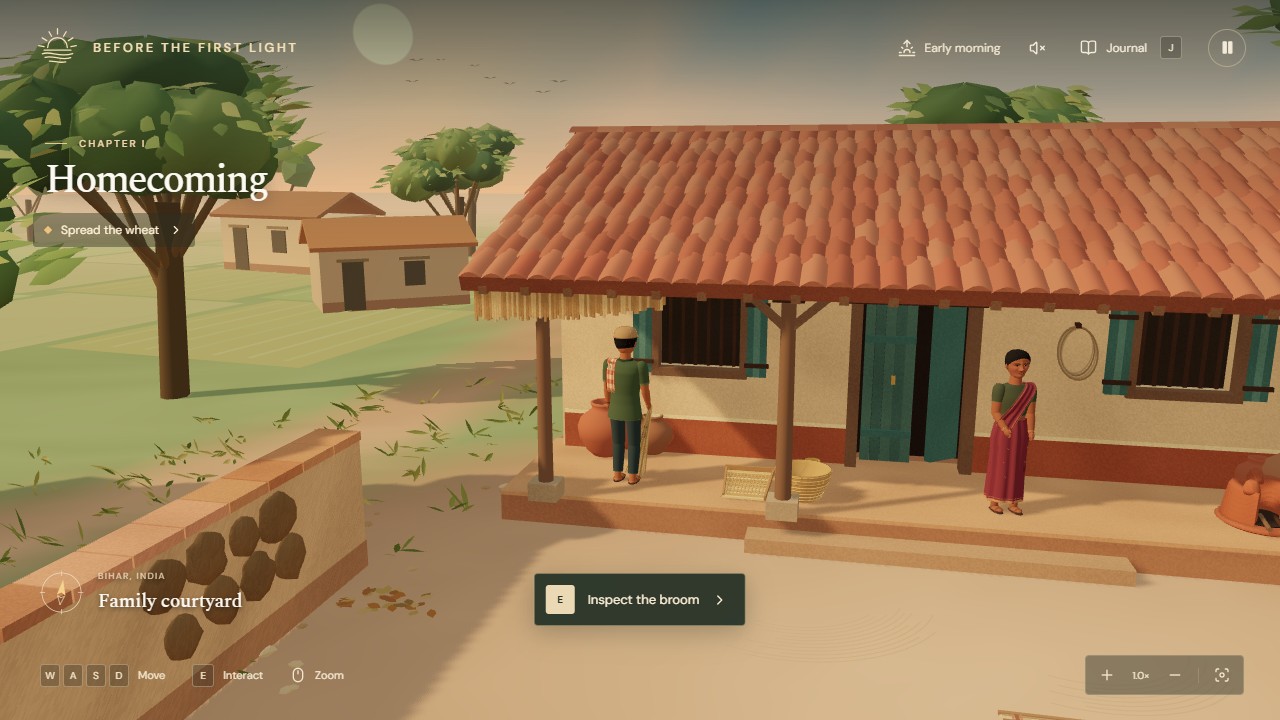 BEFORE THE FIRST LIGHT
Early morning
Journal J
CHAPTER I
Homecoming
Spread the wheat
BIHAR, INDIA
Family courtyard
E Inspect the broom
W A S D Move E Interact Zoom
1.0×